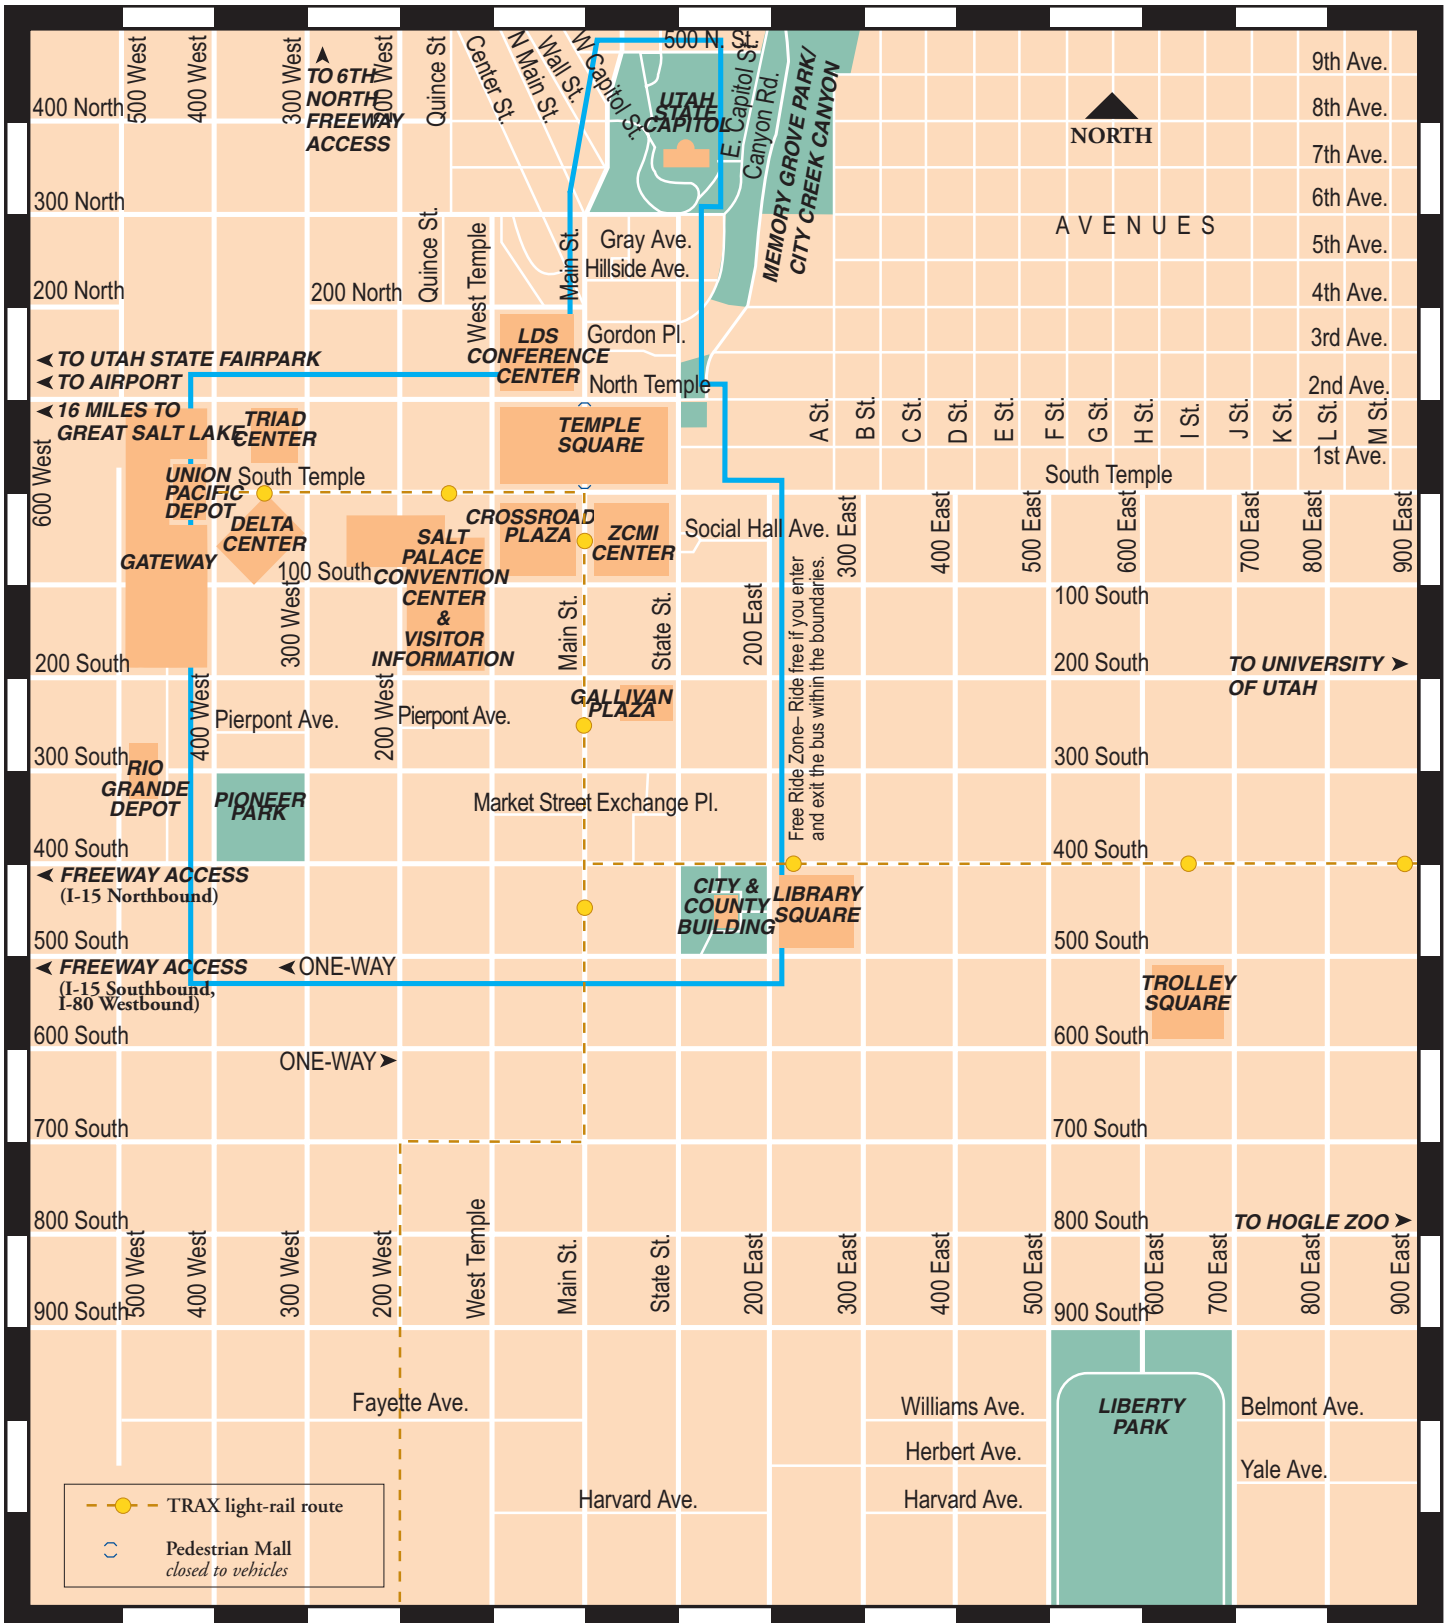 500 West
400 West
300 West
200 West
Quince St
Center St.
N Main St.
Wall St.
W Capitol St.
500 N. St.
E. Capitol St.
Canyon Rd.
MEMORY GROVE PARK/
CITY CREEK CANYON
TO 6TH
NORTH
FREEWAY
ACCESS
UTAH
STATE
CAPITOL
NORTH
AVENUES
9th Ave.
8th Ave.
7th Ave.
6th Ave.
5th Ave.
4th Ave.
3rd Ave.
2nd Ave.
1st Ave.
400 North
300 North
200 North
200 North
Quince St.
West Temple
Main St.
Gray Ave.
Hillside Ave.
Gordon Pl.
North Temple
LDS
CONFERENCE
CENTER
TO UTAH STATE FAIRPARK
TO AIRPORT
16 MILES TO
GREAT SALT LAKE
TRIAD
CENTER
TEMPLE
SQUARE
A St.
B St.
C St.
D St.
E St.
F St.
G St.
H St.
I St.
J St.
K St.
L St.
M St.
600 West
UNION
PACIFIC
DEPOT
South Temple
South Temple
DELTA
CENTER
GATEWAY
100 South
SALT
PALACE
CONVENTION
CENTER
&
VISITOR
INFORMATION
CROSSROAD
PLAZA
ZCMI
CENTER
Social Hall Ave.
300 East
400 East
500 East
600 East
700 East
800 East
900 East
300 West
Main St.
State St.
200 East
Free Ride Zone– Ride free if you enter
and exit the bus within the boundaries.
100 South
200 South
200 South
TO UNIVERSITY
OF UTAH
400 West
Pierpont Ave.
200 West
Pierpont Ave.
GALLIVAN
PLAZA
300 South
300 South
RIO
GRANDE
DEPOT
PIONEER
PARK
Market Street
Exchange Pl.
400 South
400 South
FREEWAY ACCESS
(I-15 Northbound)
CITY &
COUNTY
BUILDING
LIBRARY
SQUARE
500 South
500 South
FREEWAY ACCESS
(I-15 Southbound,
I-80 Westbound)
ONE-WAY
TROLLEY
SQUARE
600 South
600 South
ONE-WAY
700 South
700 South
800 South
800 South
TO HOGLE ZOO
500 West
400 West
300 West
200 West
West Temple
Main St.
State St.
200 East
300 East
400 East
500 East
600 East
700 East
800 East
900 East
900 South
900 South
Fayette Ave.
Williams Ave.
LIBERTY
PARK
Belmont Ave.
Herbert Ave.
Yale Ave.
Harvard Ave.
Harvard Ave.
TRAX light-rail route
Pedestrian Mall
closed to vehicles